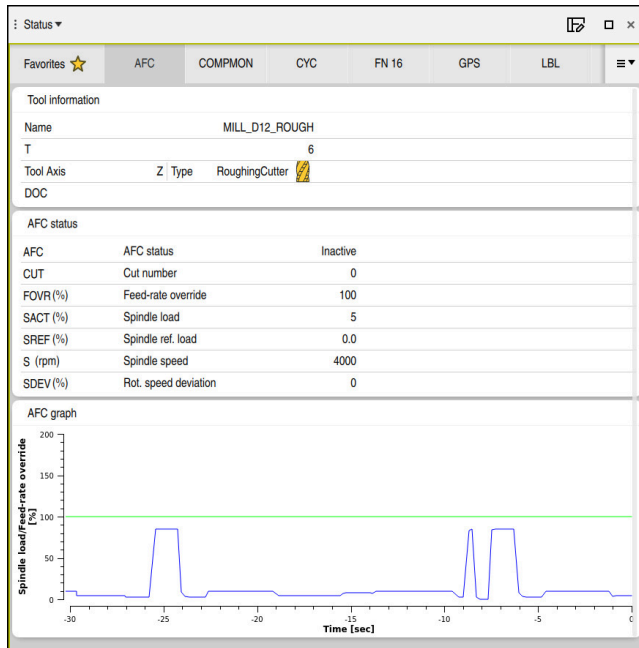 Status
Favorites AFC COMPMON CYC FN 16 GPS LBL
Tool information
Name MILL_D12_ROUGH
T 6
Tool Axis Z Type RoughingCutter
DOC
AFC status
AFC AFC status Inactive
CUT Cut number 0
FOVR (%) Feed-rate override 100
SACT (%) Spindle load 5
SREF (%) Spindle ref. load 0.0
S (rpm) Spindle speed 4000
SDEV (%) Rot. speed deviation 0
AFC graph
Spindle load/Feed-rate override
[%]
200
150
100
50
0
-30 -25 -20 -15 -10 -5 0
Time [sec]